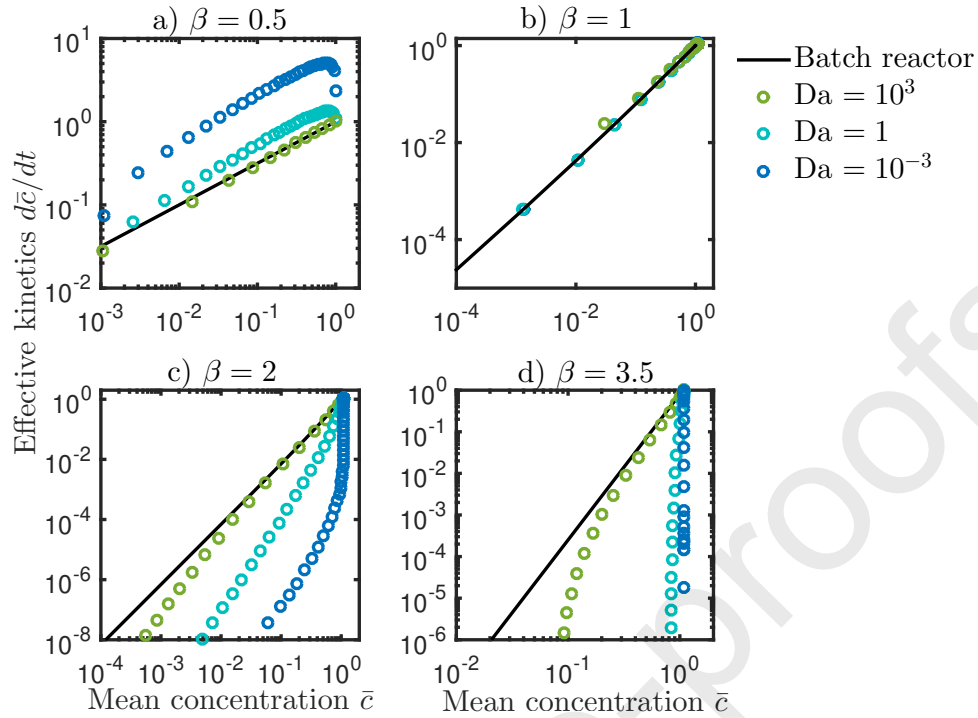 a) β = 0.5
b) β = 1
10^1
10^0
10^-1
10^-2
10^-3
10^-2
10^-1
10^0
10^0
10^-2
10^-4
10^-4
10^-2
10^0
Batch reactor
Da = 10^3
Da = 1
Da = 10^-3
Effective kinetics dc̄/dt
c) β = 2
d) β = 3.5
10^0
10^-2
10^-4
10^-6
10^-8
10^-4
10^-3
10^-2
10^-1
10^0
10^0
10^-1
10^-2
10^-3
10^-4
10^-5
10^-6
10^-2
10^-1
10^0
Mean concentration c̄
Mean concentration c̄
e-proofs